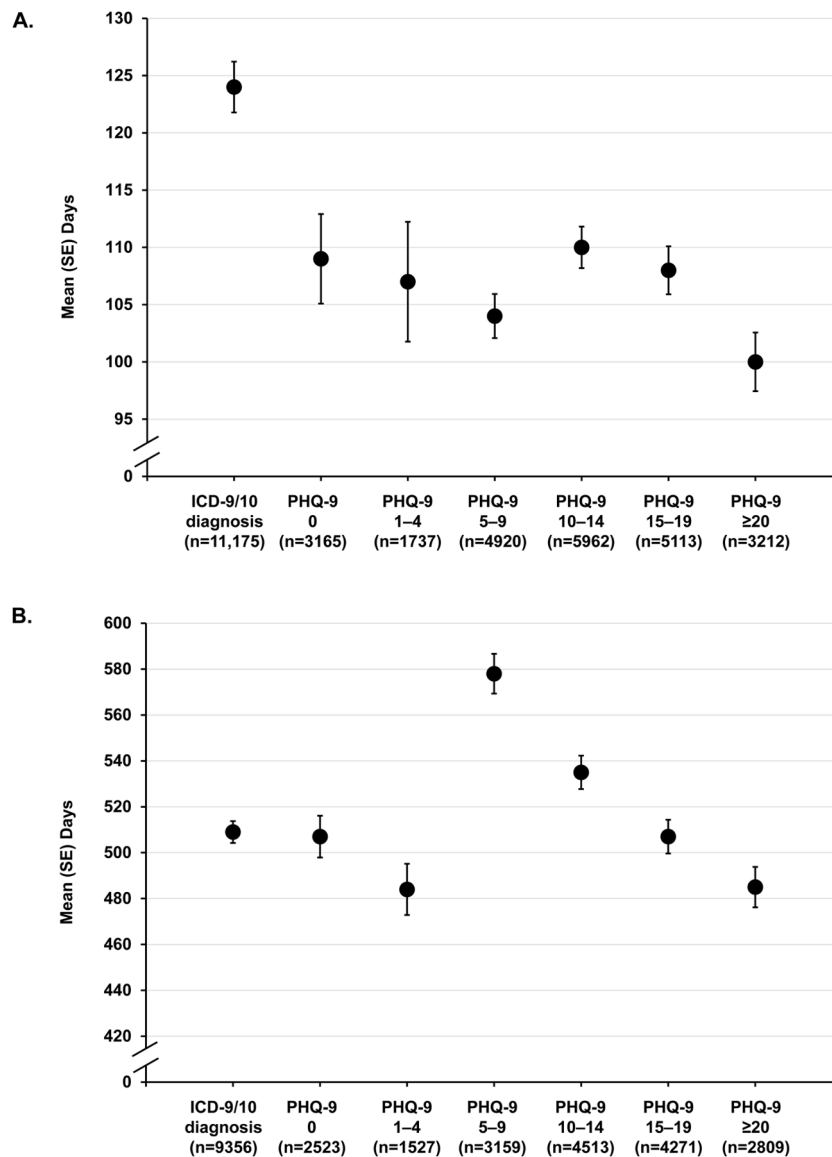 A.
Mean (SE) Days
130
125
120
115
110
105
100
95
0
ICD-9/10 PHQ-9 PHQ-9 PHQ-9 PHQ-9 PHQ-9 PHQ-9
diagnosis 0 1–4 5–9 10–14 15–19 ≥20
(n=11,175) (n=3165) (n=1737) (n=4920) (n=5962) (n=5113) (n=3212)
B.
Mean (SE) Days
600
580
560
540
520
500
480
460
440
420
0
ICD-9/10 PHQ-9 PHQ-9 PHQ-9 PHQ-9 PHQ-9 PHQ-9
diagnosis 0 1–4 5–9 10–14 15–19 ≥20
(n=9356) (n=2523) (n=1527) (n=3159) (n=4513) (n=4271) (n=2809)